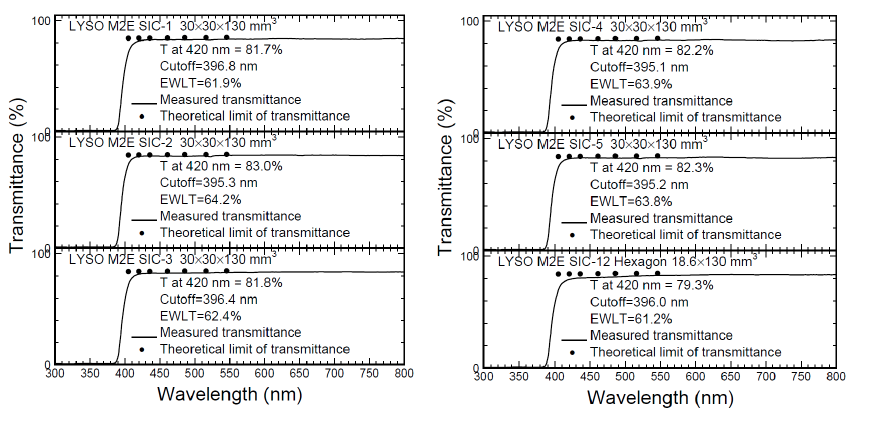 Transmittance (%)
100
LYSO M2E SIC-1 30×30×130 mm³
T at 420 nm = 81.7%
Cutoff=396.8 nm
EWLT=61.9%
Measured transmittance
Theoretical limit of transmittance
0
100
LYSO M2E SIC-2 30×30×130 mm³
T at 420 nm = 83.0%
Cutoff=395.3 nm
EWLT=64.2%
Measured transmittance
Theoretical limit of transmittance
0
100
LYSO M2E SIC-3 30×30×130 mm³
T at 420 nm = 81.8%
Cutoff=396.4 nm
EWLT=62.4%
Measured transmittance
Theoretical limit of transmittance
0
300 350 400 450 500 550 600 650 700 750 800
Wavelength (nm)
Transmittance (%)
100
LYSO M2E SIC-4 30×30×130 mm³
T at 420 nm = 82.2%
Cutoff=395.1 nm
EWLT=63.9%
Measured transmittance
Theoretical limit of transmittance
0
100
LYSO M2E SIC-5 30×30×130 mm³
T at 420 nm = 82.3%
Cutoff=395.2 nm
EWLT=63.8%
Measured transmittance
Theoretical limit of transmittance
0
100
LYSO M2E SIC-12 Hexagon 18.6×130 mm³
T at 420 nm = 79.3%
Cutoff=396.0 nm
EWLT=61.2%
Measured transmittance
Theoretical limit of transmittance
0
300 350 400 450 500 550 600 650 700 750 800
Wavelength (nm)